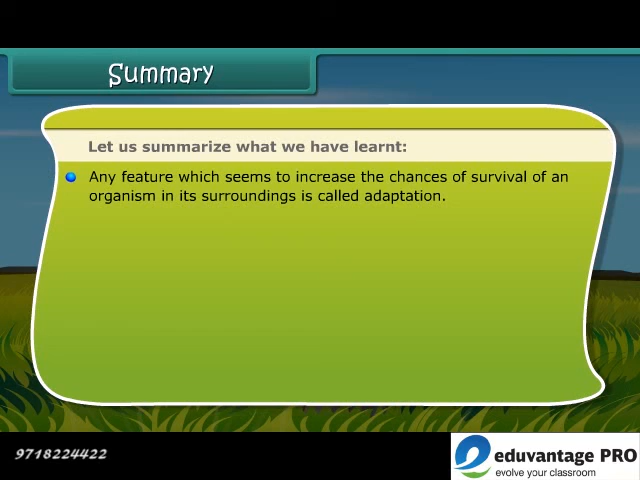 Summary
Let us summarize what we have learnt:
Any feature which seems to increase the chances of survival of an
organism in its surroundings is called adaptation.
9718224422
eduvantage PRO
evolve your classroom